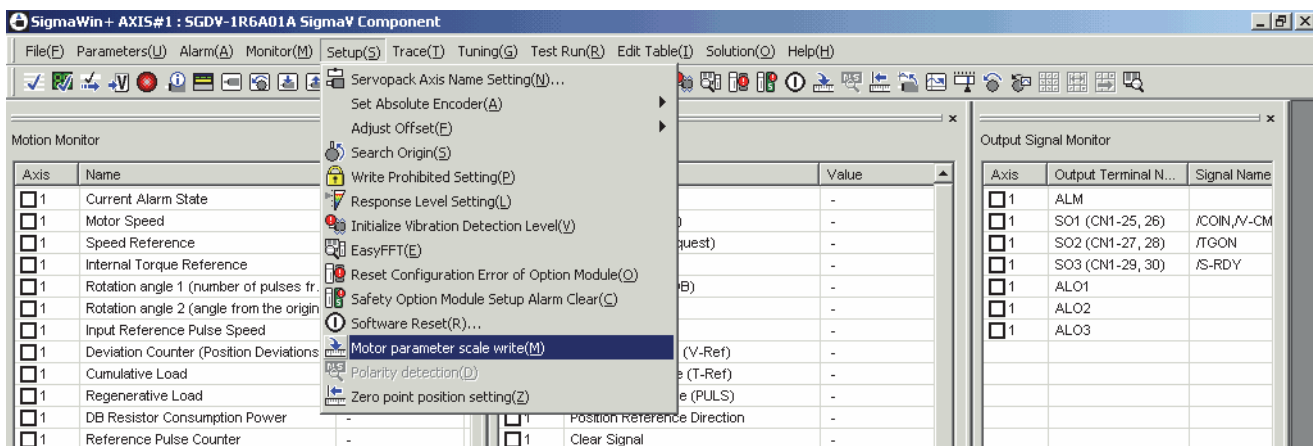 SigmaWin+ AXIS#1 : SGDV-1R6A01A SigmaV Component
File(F) Parameters(U) Alarm(A) Monitor(M) Setup(S) Trace(T) Tuning(G) Test Run(R) Edit Table(I) Solution(O) Help(H)
Servopack Axis Name Setting(N)...
Set Absolute Encoder(A)
Adjust Offset(F)
Search Origin(S)
Write Prohibited Setting(P)
Response Level Setting(L)
Initialize Vibration Detection Level(V)
EasyFFT(E)
Reset Configuration Error of Option Module(O)
Safety Option Module Setup Alarm Clear(C)
Software Reset(R)...
Motor parameter scale write(M)
Polarity detection(D)
Zero point position setting(Z)
Motion Monitor
Axis Name
1 Current Alarm State
1 Motor Speed
1 Speed Reference
1 Internal Torque Reference
1 Rotation angle 1 (number of pulses fr.
1 Rotation angle 2 (angle from the origin
1 Input Reference Pulse Speed
1 Deviation Counter (Position Deviations
1 Cumulative Load
1 Regenerative Load
1 DB Resistor Consumption Power -
1 Reference Pulse Counter -
Value
-
)
-
quest) -
-
DB) -
-
-
(V-Ref) -
e (T-Ref) -
e (PULS) -
1 Position Reference Direction -
1 Clear Signal -
Output Signal Monitor
Axis Output Terminal N... Signal Name
1 ALM
1 SO1 (CN1-25, 26) /COIN,/V-CM
1 SO2 (CN1-27, 28) /TGON
1 SO3 (CN1-29, 30) /S-RDY
1 ALO1
1 ALO2
1 ALO3